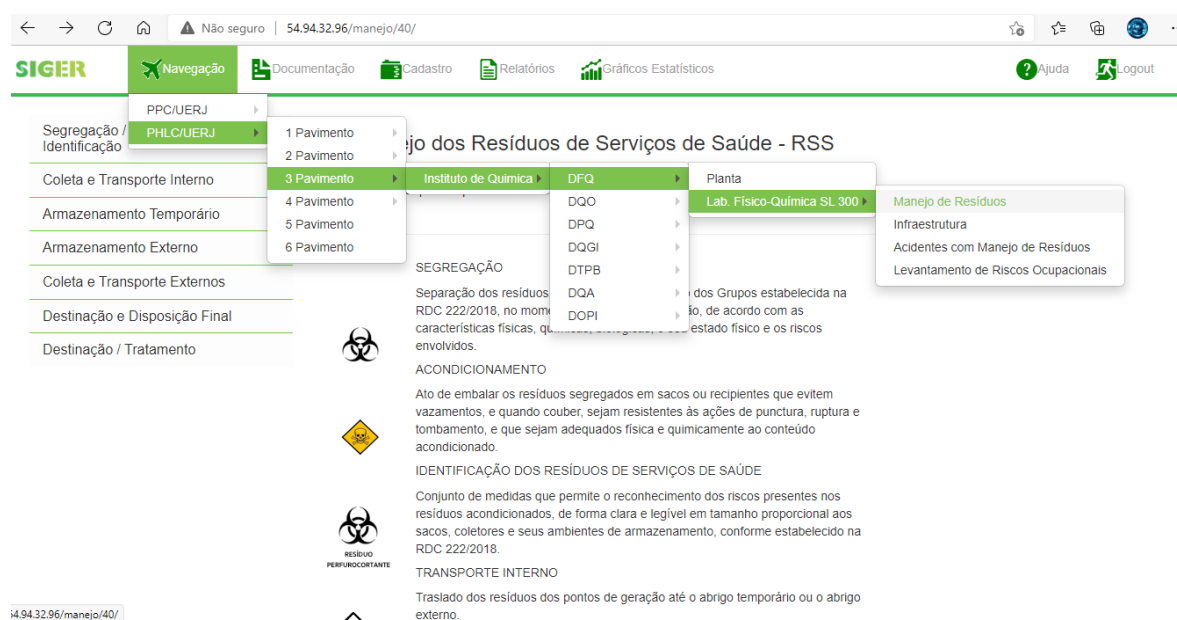 Não seguro | 54.94.32.96/manejo/40/
SIGER
Navegação
Documentação
Cadastro
Relatórios
Gráficos Estatísticos
Ajuda
Logout
PPC/UERJ
PHLC/UERJ
1 Pavimento
2 Pavimento
3 Pavimento
4 Pavimento
5 Pavimento
6 Pavimento
Instituto de Quimica
DFQ
DQO
DPQ
DQGI
DTPB
DQA
DOPI
Planta
Lab. Físico-Química SL 300
Manejo de Resíduos
Infraestrutura
Acidentes com Manejo de Resíduos
Levantamento de Riscos Ocupacionais
Segregação /
Identificação
Coleta e Transporte Interno
Armazenamento Temporário
Armazenamento Externo
Coleta e Transporte Externos
Destinação e Disposição Final
Destinação / Tratamento
ejo dos Resíduos de Serviços de Saúde - RSS
SEGREGAÇÃO
Separação dos resíduos dos Grupos estabelecida na
RDC 222/2018, no mome ão, de acordo com as
características físicas, estado físico e os riscos
envolvidos.
ACONDICIONAMENTO
Ato de embalar os resíduos segregados em sacos ou recipientes que evitem
vazamentos, e quando couber, sejam resistentes às ações de punctura, ruptura e
tombamento, e que sejam adequados física e quimicamente ao conteúdo
acondicionado.
IDENTIFICAÇÃO DOS RESÍDUOS DE SERVIÇOS DE SAÚDE
Conjunto de medidas que permite o reconhecimento dos riscos presentes nos
resíduos acondicionados, de forma clara e legível em tamanho proporcional aos
sacos, coletores e seus ambientes de armazenamento, conforme estabelecido na
RDC 222/2018.
RESÍDUO
PERFUROCORTANTE
TRANSPORTE INTERNO
Traslado dos resíduos dos pontos de geração até o abrigo temporário ou o abrigo
externo.
54.94.32.96/manejo/40/